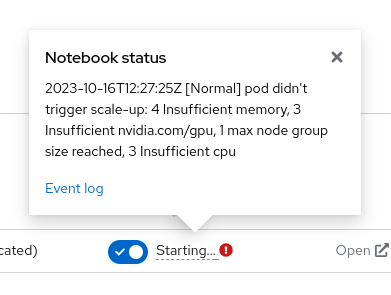 Notebook status
2023-10-16T12:27:25Z [Normal] pod didn't
trigger scale-up: 4 Insufficient memory, 3
Insufficient nvidia.com/gpu, 1 max node group
size reached, 3 Insufficient cpu
Event log
cated) Starting... Open